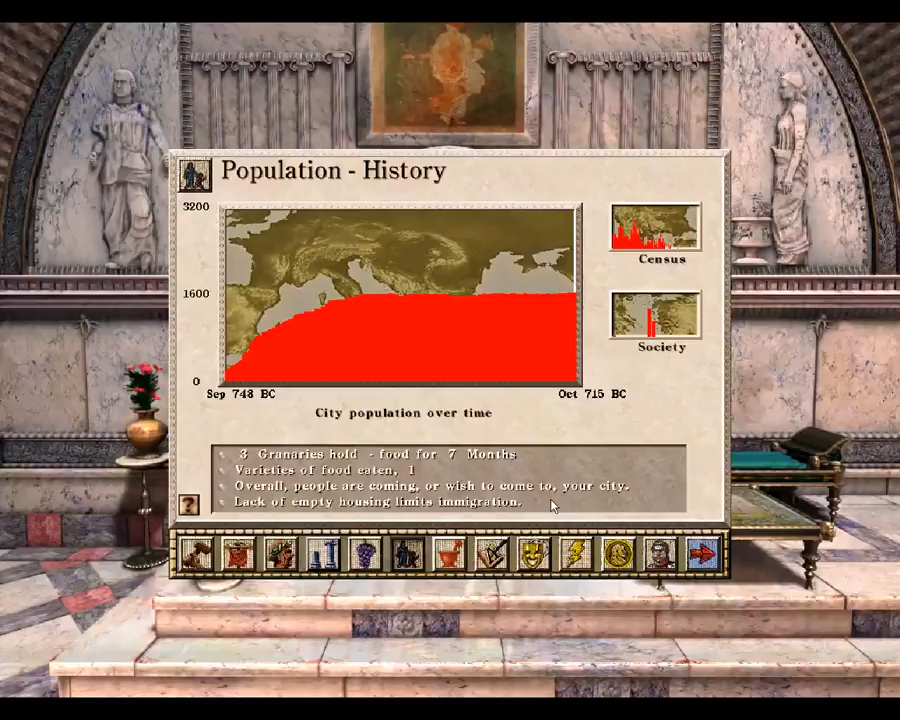 Population - History
3200
1600
0
Sep 748 BC
Oct 715 BC
City population over time
Census
Society
3 Granaries hold - food for 7 Months
Varieties of food eaten, 1
Overall, people are coming, or wish to come to, your city.
Lack of empty housing limits immigration.
?